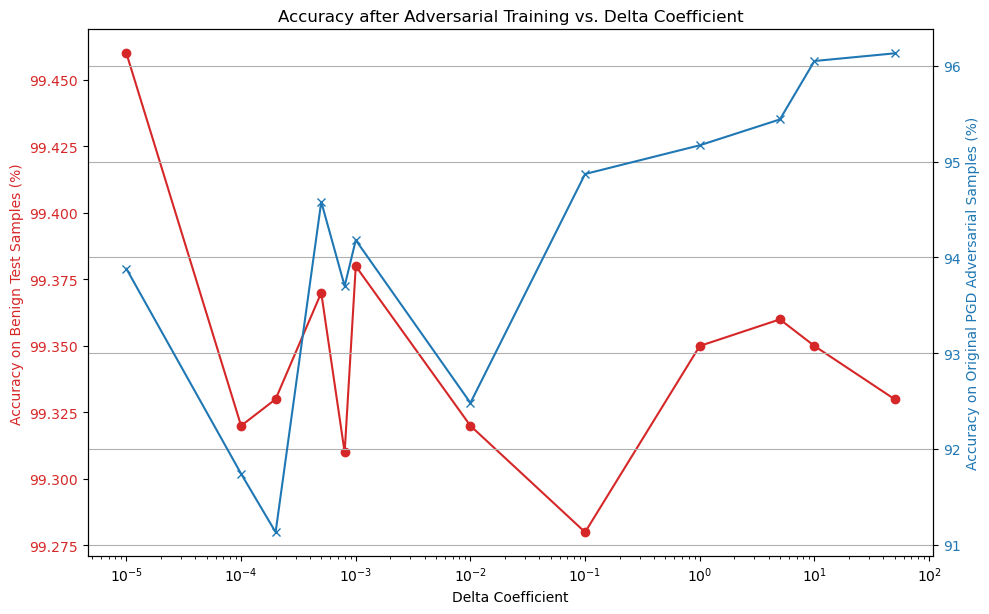 Accuracy after Adversarial Training vs. Delta Coefficient
Accuracy on Benign Test Samples (%)
99.450
99.425
99.400
99.375
99.350
99.325
99.300
99.275
96
95
94
93
92
91
Accuracy on Original PGD Adversarial Samples (%)
10⁻⁵ 10⁻⁴ 10⁻³ 10⁻² 10⁻¹ 10⁰ 10¹ 10²
Delta Coefficient